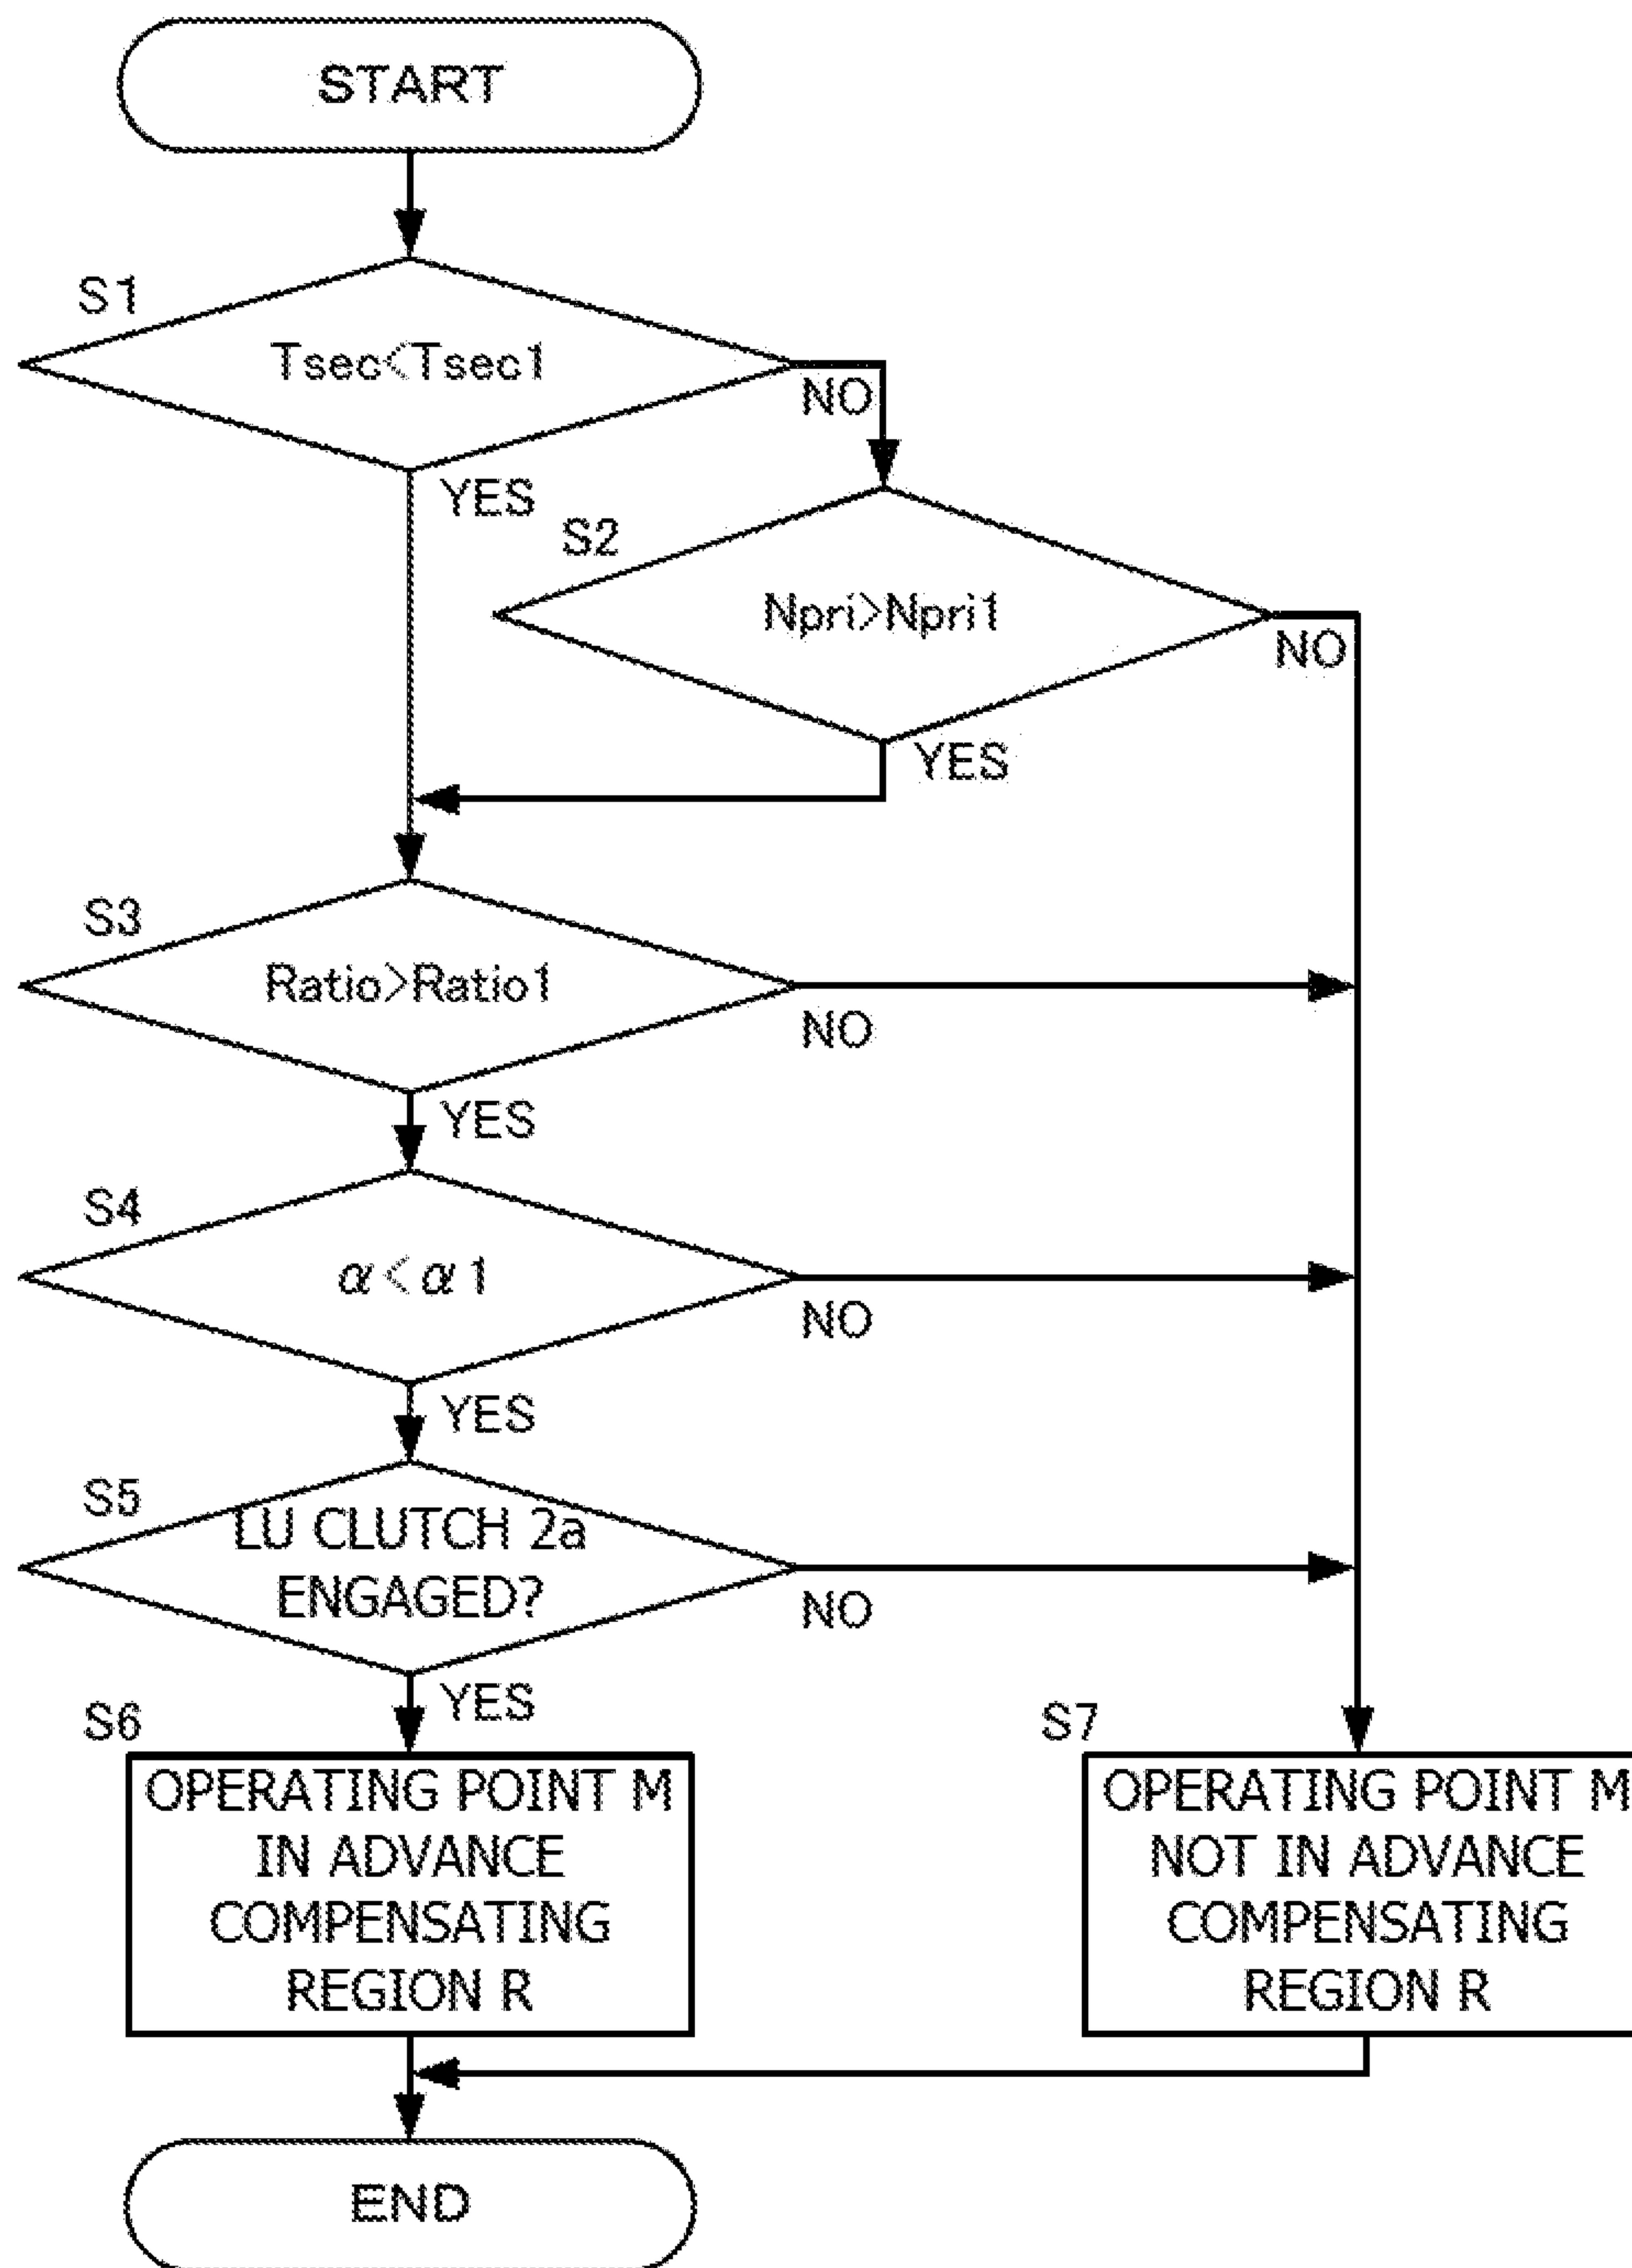 START
S1
Tsec<Tsec1
NO
YES
S2
Npri>Npri1
NO
YES
S3
Ratio>Ratio1
NO
YES
S4
α<α1
NO
YES
S5
LU CLUTCH 2a
ENGAGED?
NO
YES
S6
OPERATING POINT M
IN ADVANCE
COMPENSATING
REGION R
S7
OPERATING POINT M
NOT IN ADVANCE
COMPENSATING
REGION R
END